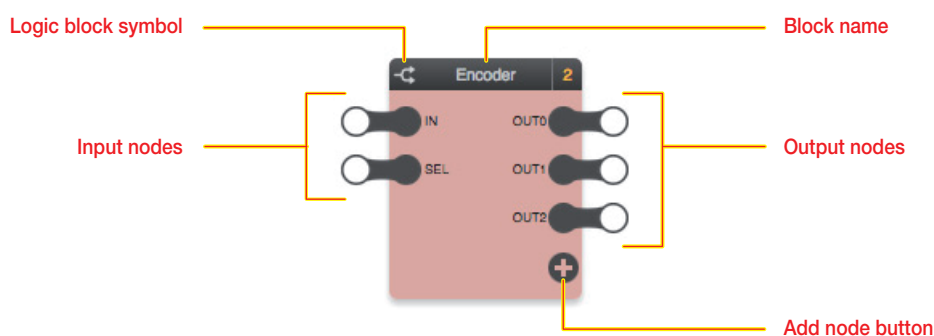 Logic block symbol
Block name
Encoder 2
IN OUT0
Input nodes
Output nodes
SEL OUT1
OUT2
Add node button